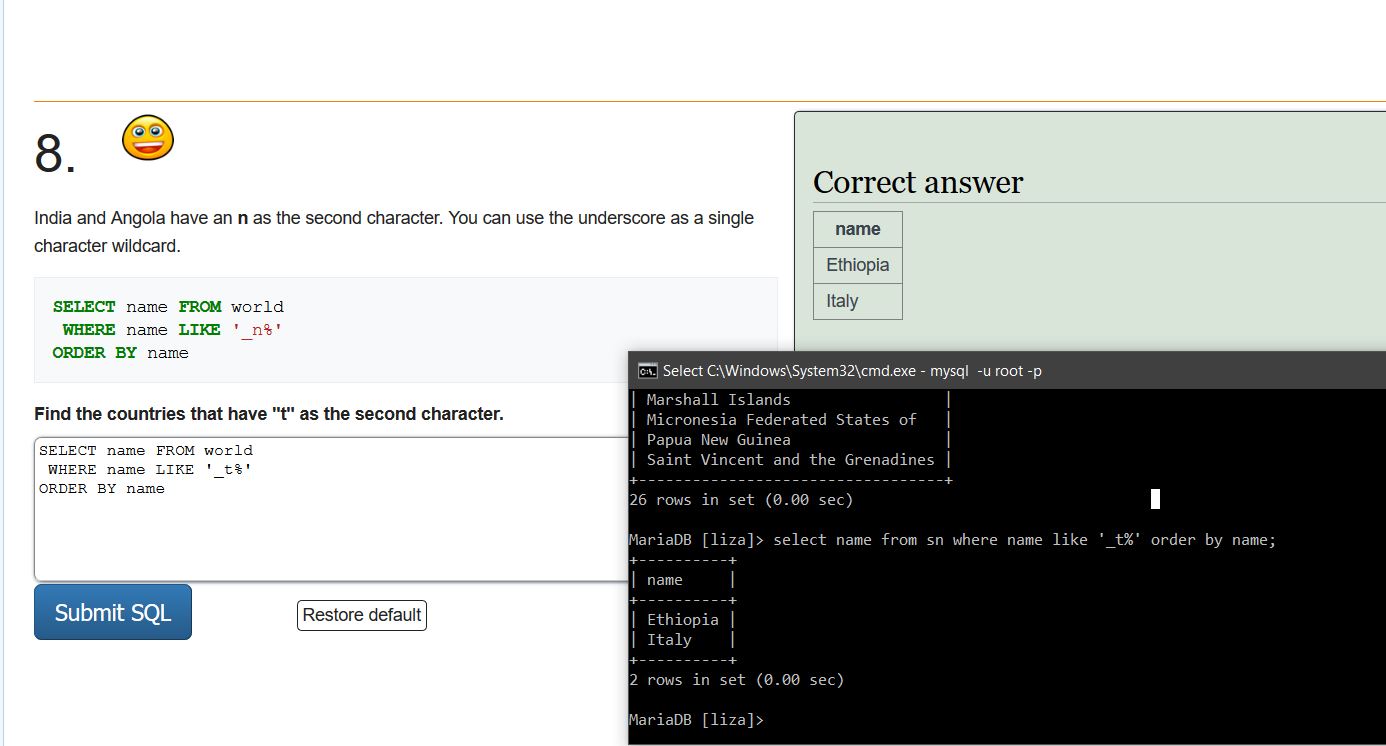 8.
India and Angola have an n as the second character. You can use the underscore as a single
character wildcard.
SELECT name FROM world
WHERE name LIKE '_n%'
ORDER BY name
Find the countries that have "t" as the second character.
SELECT name FROM world
WHERE name LIKE '_t%'
ORDER BY name
Submit SQL
Restore default
Correct answer
name
Ethiopia
Italy
Select C:\Windows\System32\cmd.exe - mysql  -u root -p
| Marshall Islands                 |
| Micronesia Federated States of   |
| Papua New Guinea                 |
| Saint Vincent and the Grenadines |
+----------------------------------+
26 rows in set (0.00 sec)
MariaDB [liza]> select name from sn where name like '_t%' order by name;
+----------+
| name     |
+----------+
| Ethiopia |
| Italy    |
+----------+
2 rows in set (0.00 sec)
MariaDB [liza]>